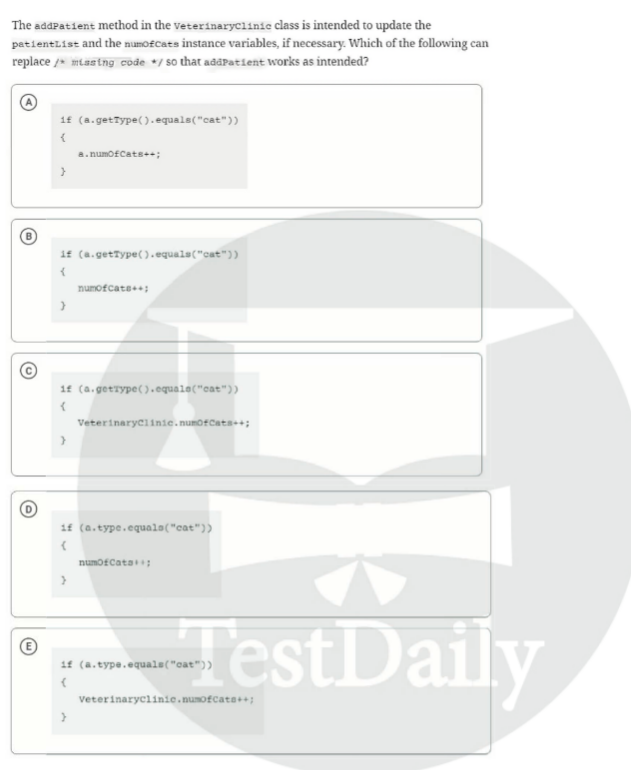 The addPatient method in the VeterinaryClinic class is intended to update the
patientList and the numOfCats instance variables, if necessary. Which of the following can
replace /* missing code */ so that addPatient works as intended?
A
if (a.getType().equals("cat"))
{
a.numOfCats++;
}
B
if (a.getType().equals("cat"))
{
numOfCats++;
}
C
if (a.getType().equals("cat"))
{
VeterinaryClinic.numOfCats++;
}
D
if (a.type.equals("cat"))
{
numOfCats++;
}
E
if (a.type.equals("cat"))
{
VeterinaryClinic.numOfCats++;
}
TestDaily